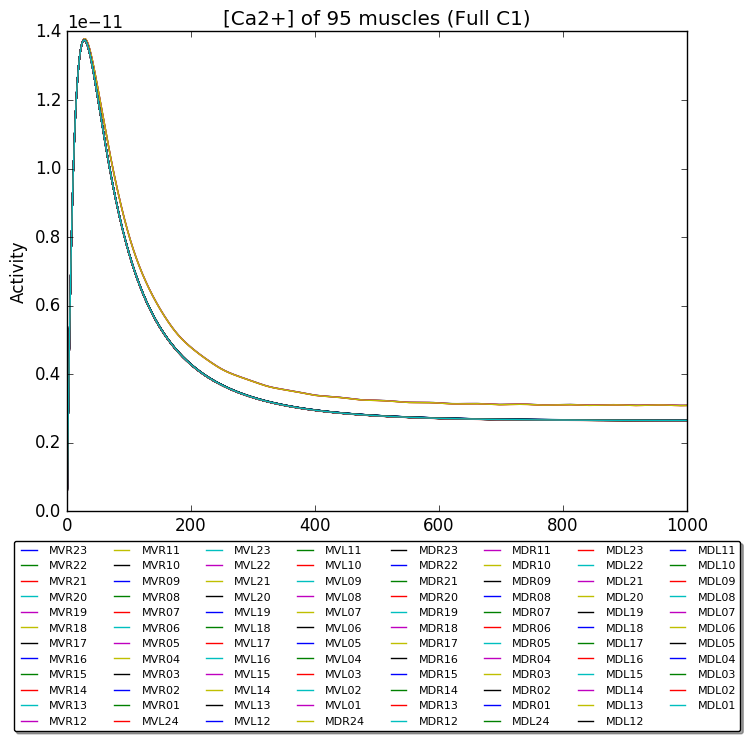 [Ca2+] of 95 muscles (Full C1)
1e−11
1.4
1.2
1.0
0.8
0.6
0.4
0.2
0.0
Activity
0 200 400 600 800 1000
MVR23 MVR11 MVL23 MVL11 MDR23 MDR11 MDL23 MDL11
MVR22 MVR10 MVL22 MVL10 MDR22 MDR10 MDL22 MDL10
MVR21 MVR09 MVL21 MVL09 MDR21 MDR09 MDL21 MDL09
MVR20 MVR08 MVL20 MVL08 MDR20 MDR08 MDL20 MDL08
MVR19 MVR07 MVL19 MVL07 MDR19 MDR07 MDL19 MDL07
MVR18 MVR06 MVL18 MVL06 MDR18 MDR06 MDL18 MDL06
MVR17 MVR05 MVL17 MVL05 MDR17 MDR05 MDL17 MDL05
MVR16 MVR04 MVL16 MVL04 MDR16 MDR04 MDL16 MDL04
MVR15 MVR03 MVL15 MVL03 MDR15 MDR03 MDL15 MDL03
MVR14 MVR02 MVL14 MVL02 MDR14 MDR02 MDL14 MDL02
MVR13 MVR01 MVL13 MVL01 MDR13 MDR01 MDL13 MDL01
MVR12 MVL24 MVL12 MDR24 MDR12 MDL24 MDL12